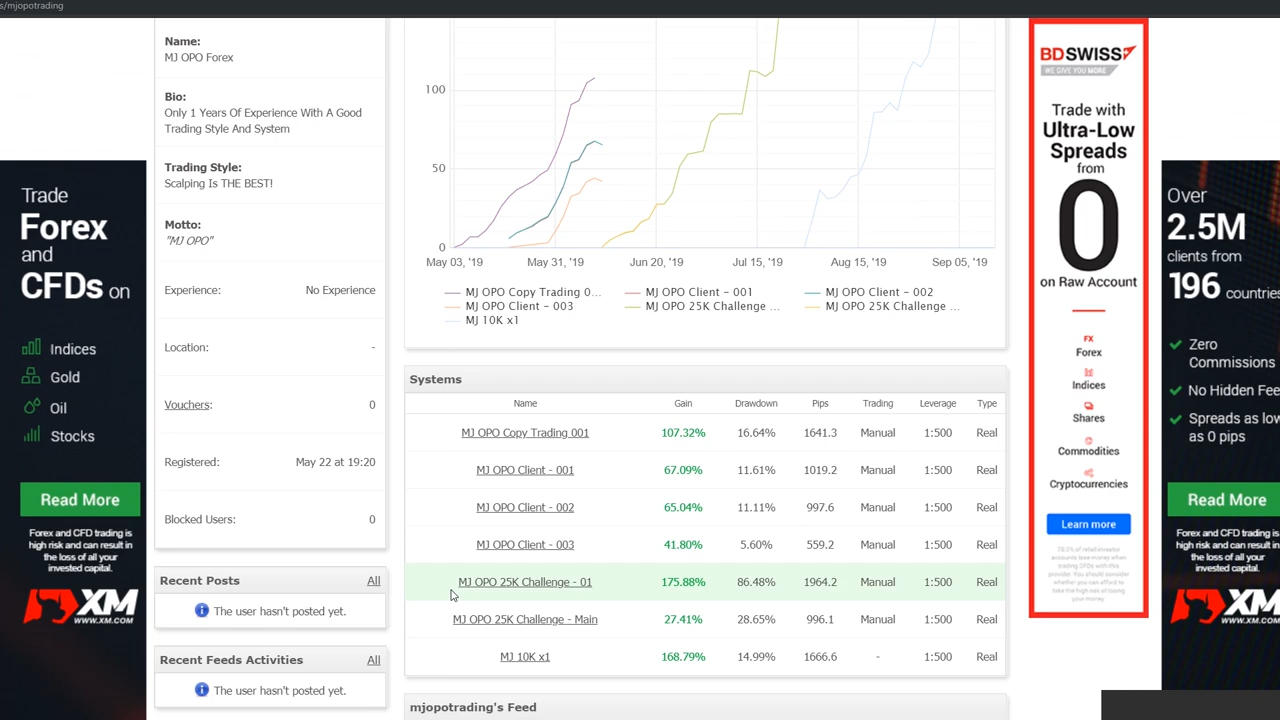 s/mjopotrading
Trade
Forex
and
CFDs on
Indices
Gold
Oil
Stocks
Read More
Forex and CFD trading is
high risk and can result in
the loss of all your
invested capital.
XM
WWW.XM.COM
Name:
MJ OPO Forex
Bio:
Only 1 Years Of Experience With A Good
Trading Style And System
Trading Style:
Scalping Is THE BEST!
Motto:
"MJ OPO"
Experience: No Experience
Location: -
Vouchers: 0
Registered: May 22 at 19:20
Blocked Users: 0
Recent Posts All
The user hasn't posted yet.
Recent Feeds Activities All
The user hasn't posted yet.
100
50
0
May 03, '19 May 31, '19 Jun 20, '19 Jul 15, '19 Aug 15, '19 Sep 05, '19
MJ OPO Copy Trading 0... MJ OPO Client - 001 MJ OPO Client - 002
MJ OPO Client - 003 MJ OPO 25K Challenge ... MJ OPO 25K Challenge ...
MJ 10K x1
Systems
Name Gain Drawdown Pips Trading Leverage Type
MJ OPO Copy Trading 001 107.32% 16.64% 1641.3 Manual 1:500 Real
MJ OPO Client - 001 67.09% 11.61% 1019.2 Manual 1:500 Real
MJ OPO Client - 002 65.04% 11.11% 997.6 Manual 1:500 Real
MJ OPO Client - 003 41.80% 5.60% 559.2 Manual 1:500 Real
MJ OPO 25K Challenge - 01 175.88% 86.48% 1964.2 Manual 1:500 Real
MJ OPO 25K Challenge - Main 27.41% 28.65% 996.1 Manual 1:500 Real
MJ 10K x1 168.79% 14.99% 1666.6 - 1:500 Real
mjopotrading's Feed
BDSWISS
WE GIVE YOU MORE
Trade with
Ultra-Low
Spreads
from
0
on Raw Account
FX
Forex
Indices
Shares
Commodities
Cryptocurrencies
Learn more
Over
2.5M
clients from
196 countries
Zero
Commissions
No Hidden Fee
Spreads as low
as 0 pips
Read More
Forex and CFD trading is
high risk and can result in
the loss of all your
invested capital.
XM
WWW.XM.COM